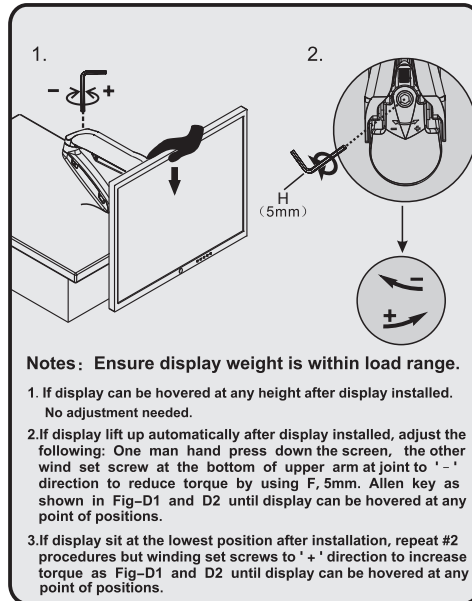 1.
2.
− +
H
(5mm)
−
+
Notes: Ensure display weight is within load range.
1. If display can be hovered at any height after display installed.
No adjustment needed.
2.If display lift up automatically after display installed, adjust the
following: One man hand press down the screen, the other
wind set screw at the bottom of upper arm at joint to ' − '
direction to reduce torque by using F, 5mm. Allen key as
shown in Fig−D1 and D2 until display can be hovered at any
point of positions.
3.If display sit at the lowest position after installation, repeat #2
procedures but winding set screws to ' + ' direction to increase
torque as Fig−D1 and D2 until display can be hovered at any
point of positions.